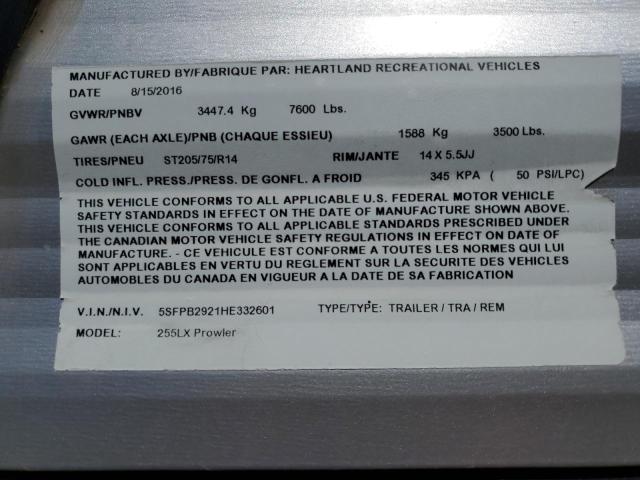 MANUFACTURED BY/FABRIQUE PAR: HEARTLAND RECREATIONAL VEHICLES
DATE 8/15/2016
GVWR/PNBV 3447.4 Kg 7600 Lbs.
GAWR (EACH AXLE)/PNB (CHAQUE ESSIEU) 1588 Kg 3500 Lbs.
TIRES/PNEU ST205/75/R14 RIM/JANTE 14 X 5.5JJ
COLD INFL. PRESS./PRESS. DE GONFL. A FROID 345 KPA ( 50 PSI/LPC)
THIS VEHICLE CONFORMS TO ALL APPLICABLE U.S. FEDERAL MOTOR VEHICLE
SAFETY STANDARDS IN EFFECT ON THE DATE OF MANUFACTURE SHOWN ABOVE.
THIS VEHICLE CONFORMS TO ALL APPLICABLE STANDARDS PRESCRIBED UNDER
THE CANADIAN MOTOR VEHICLE SAFETY REGULATIONS IN EFFECT ON DATE OF
MANUFACTURE. - CE VEHICULE EST CONFORME A TOUTES LES NORMES QUI LUI
SONT APPLICABLES EN VERTU DU REGLEMENT SUR LA SECURITE DES VEHICLES
AUTOMOBILES DU CANADA EN VIGUEUR A LA DATE DE SA FABRICATION
V.I.N./N.I.V. 5SFPB2921HE332601 TYPE/TYPE: TRAILER / TRA / REM
MODEL: 255LX Prowler